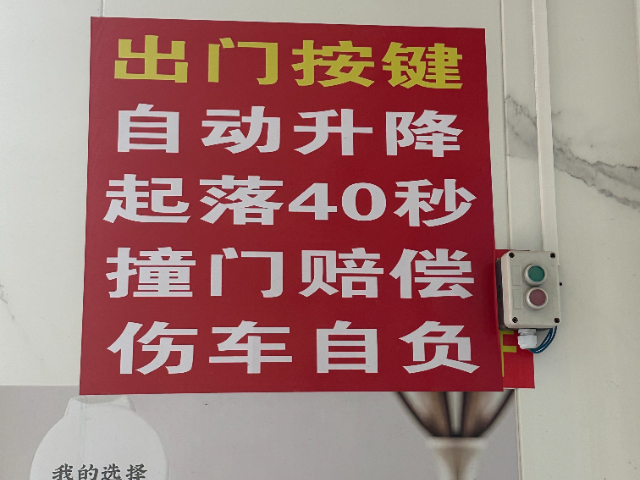 出门按键
自动升降
起落40秒
撞门赔偿
伤车自负
我的选择